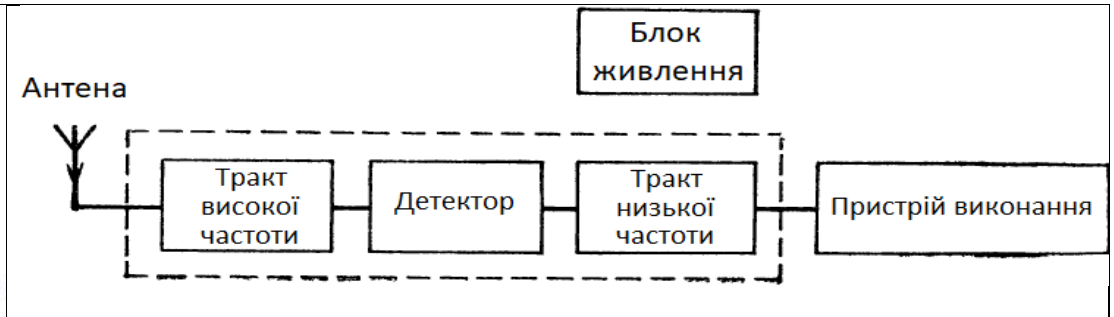 Блок
живлення
Антена
Тракт
високої
частоти
Детектор
Тракт
низької
частоти
Пристрій виконання